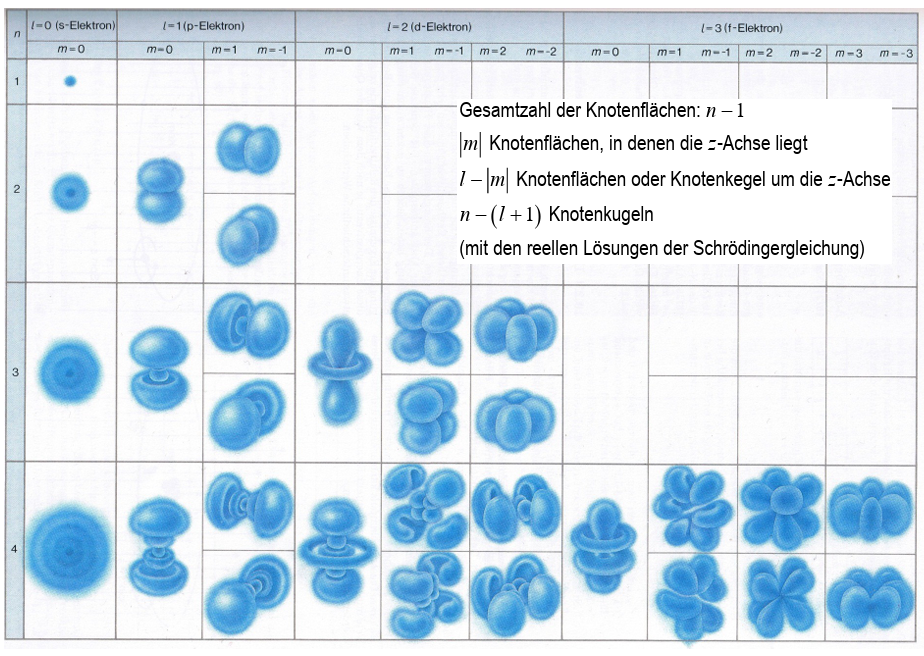 n
l=0 (s-Elektron) l=1 (p-Elektron) l=2 (d-Elektron) l=3 (f-Elektron)
m=0 m=0 m=1 m=-1 m=0 m=1 m=-1 m=2 m=-2 m=0 m=1 m=-1 m=2 m=-2 m=3 m=-3
1
Gesamtzahl der Knotenflächen: n − 1
|m| Knotenflächen, in denen die z-Achse liegt
l − |m| Knotenflächen oder Knotenkegel um die z-Achse
n − (l + 1) Knotenkugeln
(mit den reellen Lösungen der Schrödingergleichung)
2
3
4